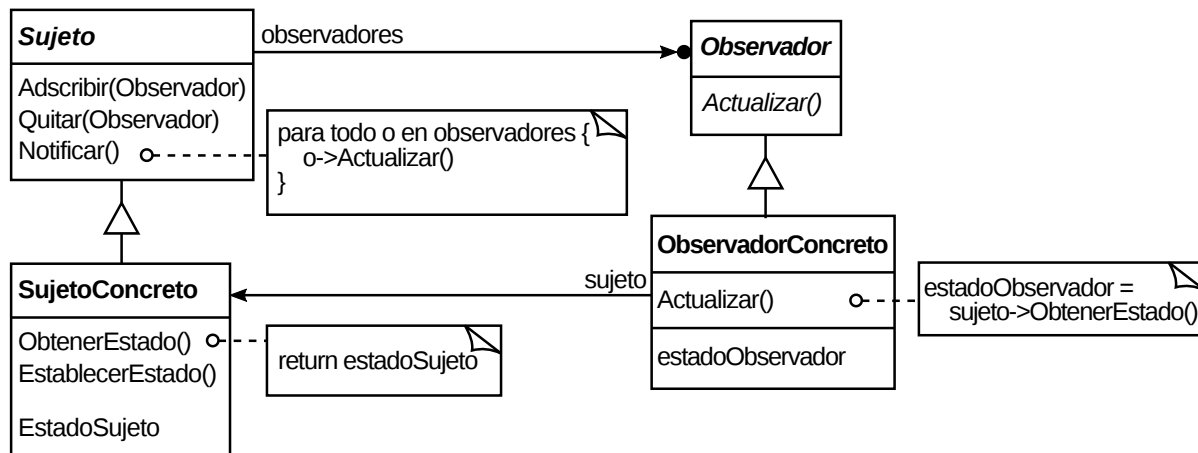 Sujeto
Adscribir(Observador)
Quitar(Observador)
Notificar()
observadores
Observador
Actualizar()
para todo o en observadores {
o->Actualizar()
}
SujetoConcreto
ObtenerEstado()
EstablecerEstado()
EstadoSujeto
return estadoSujeto
sujeto
ObservadorConcreto
Actualizar()
estadoObservador
estadoObservador =
sujeto->ObtenerEstado()